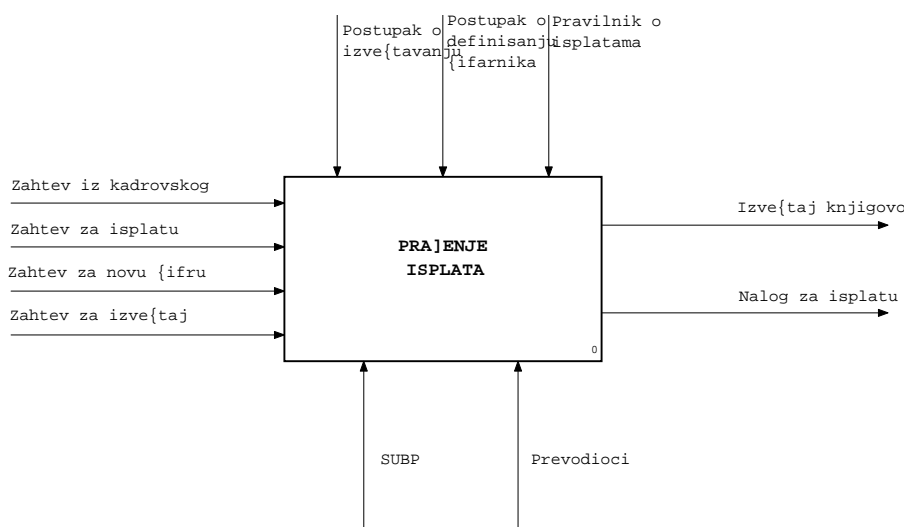 Postupak o
izve{tavanju
Postupak o
definisanju
{ifarnika
Pravilnik o
isplatama
Zahtev iz kadrovskog
Zahtev za isplatu
Zahtev za novu {ifru
Zahtev za izve{taj
PRA]ENJE
ISPLATA
0
Izve{taj knjigovo
Nalog za isplatu
SUBP
Prevodioci